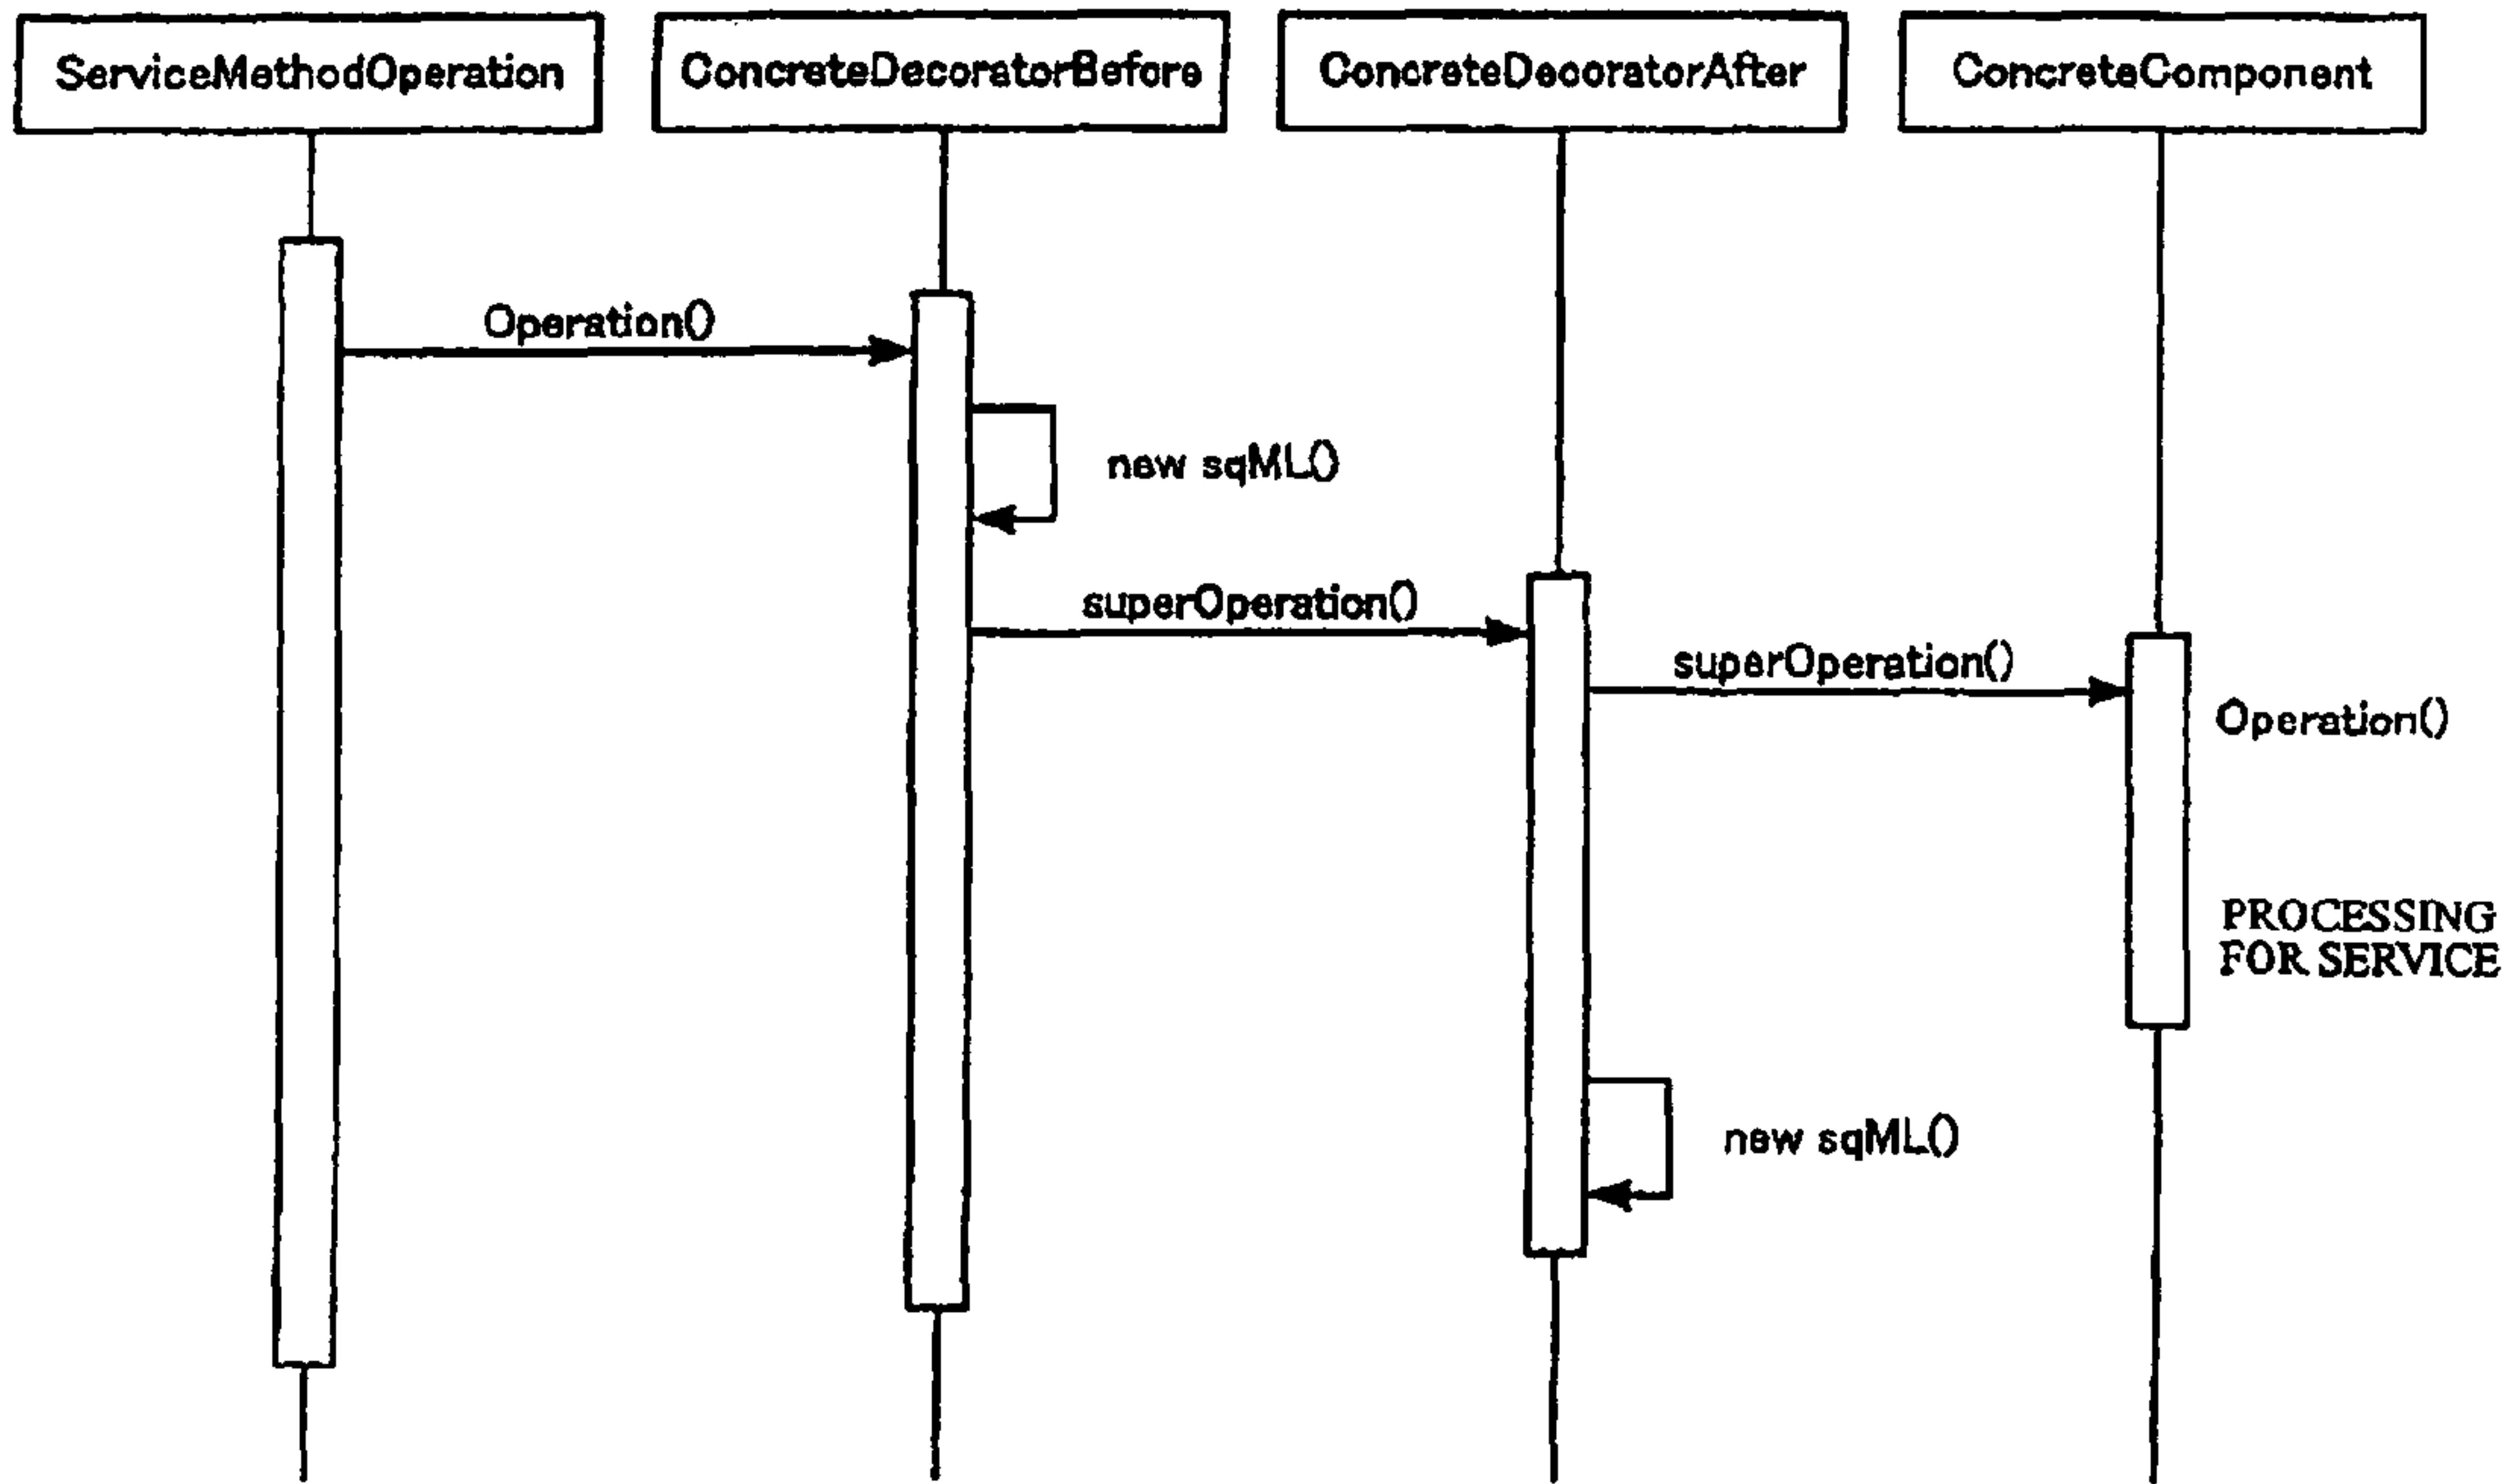 ServiceMethodOperation
ConcreteDecoratorBefore
ConcreteDecoratorAfter
ConcreteComponent
Operation()
new sqML()
superOperation()
superOperation()
Operation()
PROCESSING
FOR SERVICE
new sqML()